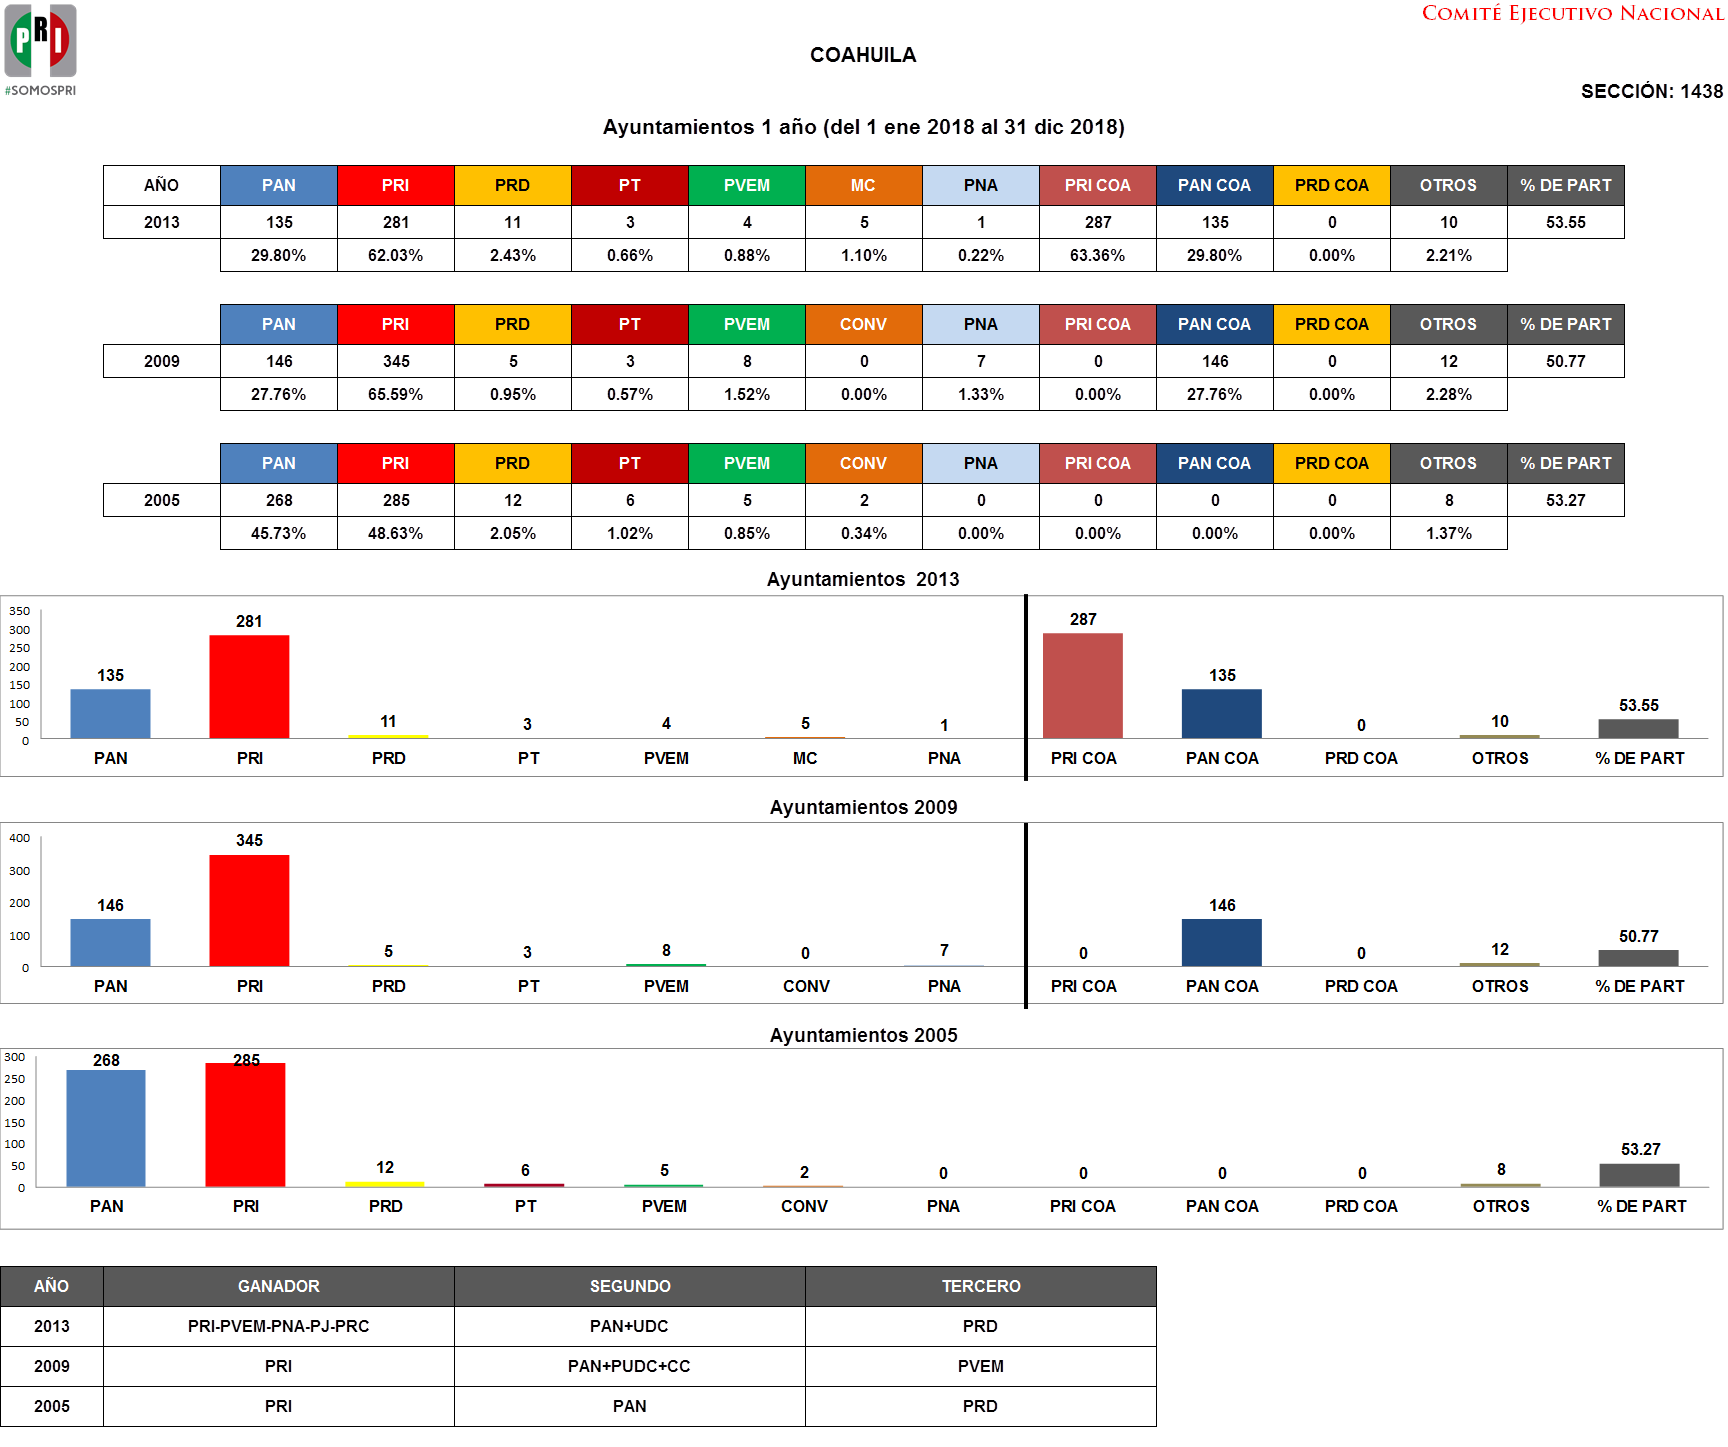 COMITÉ EJECUTIVO NACIONAL
PRI
#SOMOSPRI
COAHUILA
SECCIÓN: 1438
Ayuntamientos 1 año (del 1 ene 2018 al 31 dic 2018)
AÑO PAN PRI PRD PT PVEM MC PNA PRI COA PAN COA PRD COA OTROS % DE PART
2013 135 281 11 3 4 5 1 287 135 0 10 53.55
29.80% 62.03% 2.43% 0.66% 0.88% 1.10% 0.22% 63.36% 29.80% 0.00% 2.21%
PAN PRI PRD PT PVEM CONV PNA PRI COA PAN COA PRD COA OTROS % DE PART
2009 146 345 5 3 8 0 7 0 146 0 12 50.77
27.76% 65.59% 0.95% 0.57% 1.52% 0.00% 1.33% 0.00% 27.76% 0.00% 2.28%
PAN PRI PRD PT PVEM CONV PNA PRI COA PAN COA PRD COA OTROS % DE PART
2005 268 285 12 6 5 2 0 0 0 0 8 53.27
45.73% 48.63% 2.05% 1.02% 0.85% 0.34% 0.00% 0.00% 0.00% 0.00% 1.37%
Ayuntamientos 2013
350
300
250
200
150
100
50
0
135 281 11 3 4 5 1 287 135 0 10 53.55
PAN PRI PRD PT PVEM MC PNA PRI COA PAN COA PRD COA OTROS % DE PART
Ayuntamientos 2009
400
300
200
100
0
146 345 5 3 8 0 7 0 146 0 12 50.77
PAN PRI PRD PT PVEM CONV PNA PRI COA PAN COA PRD COA OTROS % DE PART
Ayuntamientos 2005
300
250
200
150
100
50
0
268 285 12 6 5 2 0 0 0 0 8 53.27
PAN PRI PRD PT PVEM CONV PNA PRI COA PAN COA PRD COA OTROS % DE PART
AÑO GANADOR SEGUNDO TERCERO
2013 PRI-PVEM-PNA-PJ-PRC PAN+UDC PRD
2009 PRI PAN+PUDC+CC PVEM
2005 PRI PAN PRD